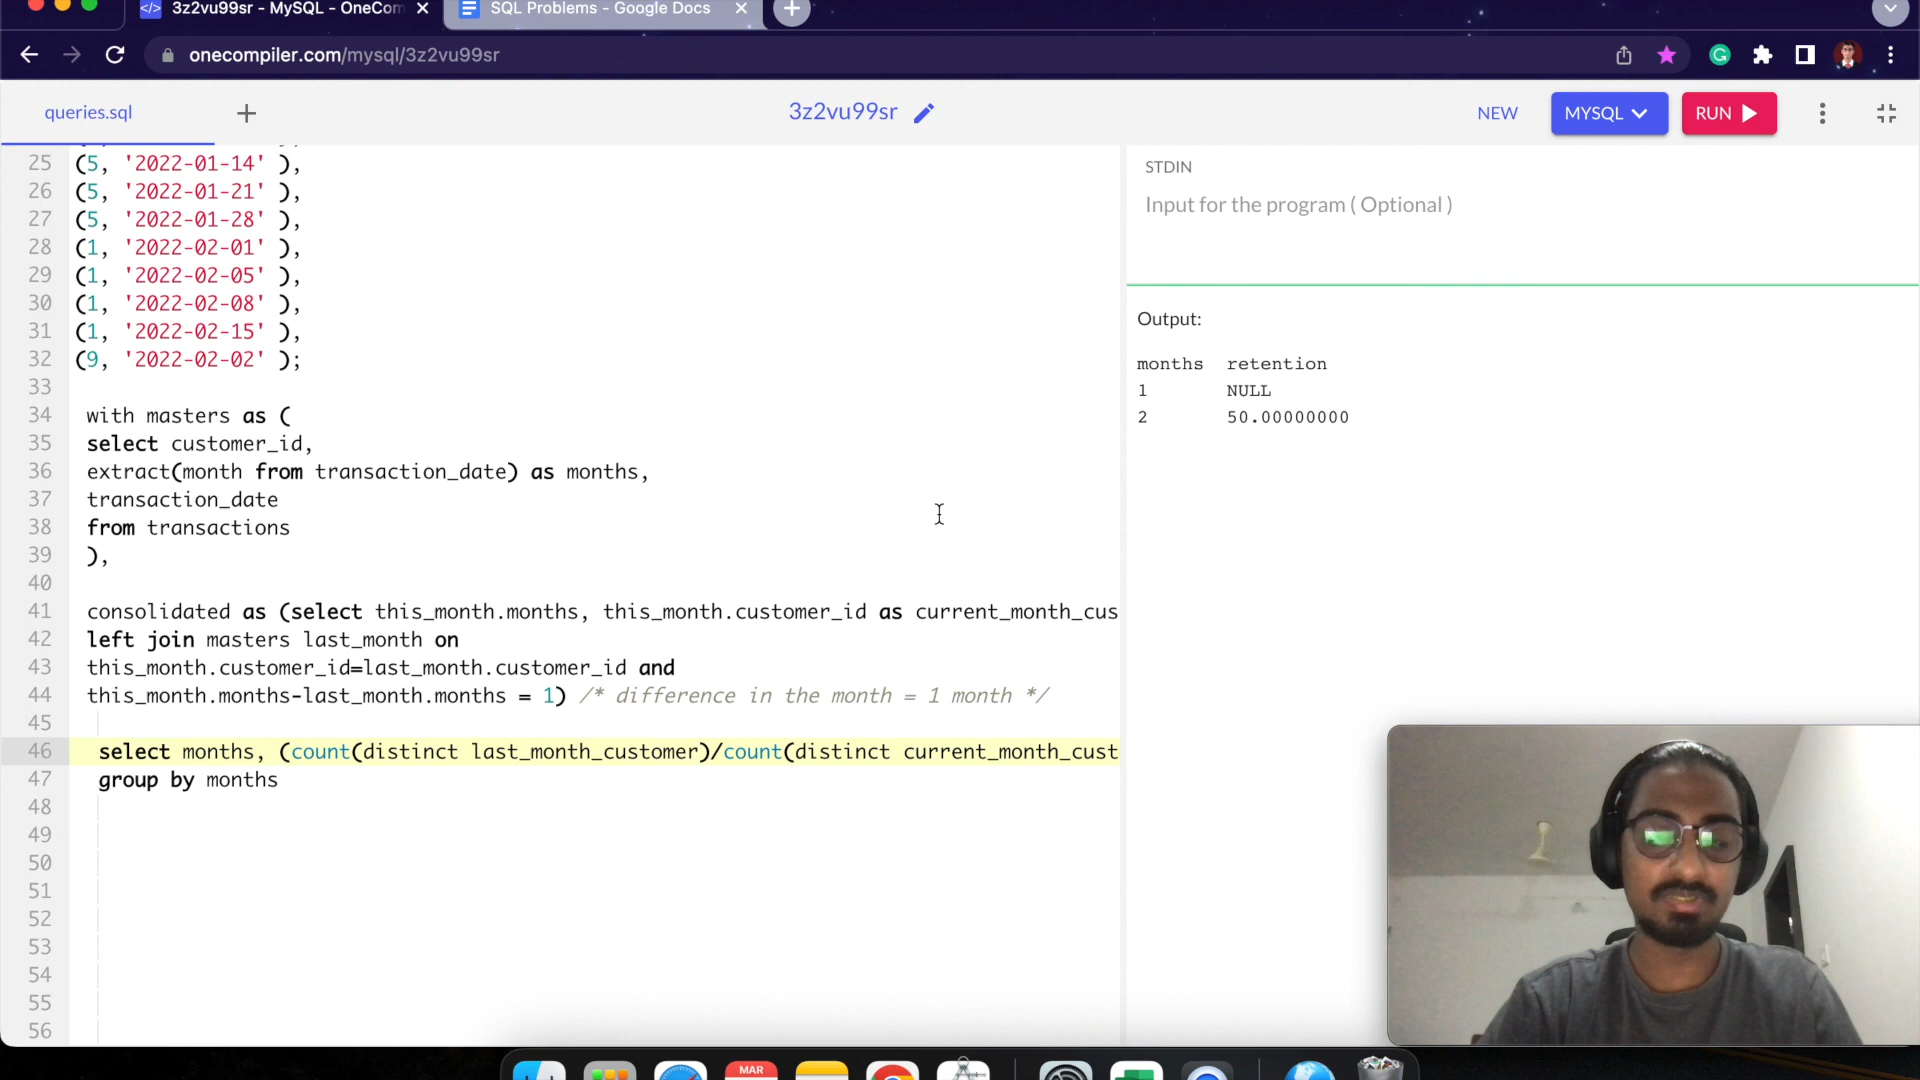 3z2vu99sr - MySQL - OneCom
SQL Problems - Google Docs
onecompiler.com/mysql/3z2vu99sr
queries.sql
3z2vu99sr
NEW
MYSQL
RUN
25 (5, '2022-01-14' ),
26 (5, '2022-01-21' ),
27 (5, '2022-01-28' ),
28 (1, '2022-02-01' ),
29 (1, '2022-02-05' ),
30 (1, '2022-02-08' ),
31 (1, '2022-02-15' ),
32 (9, '2022-02-02' );
33
34 with masters as (
35 select customer_id,
36 extract(month from transaction_date) as months,
37 transaction_date
38 from transactions
39 ),
40
41 consolidated as (select this_month.months, this_month.customer_id as current_month_cus
42 left join masters last_month on
43 this_month.customer_id=last_month.customer_id and
44 this_month.months-last_month.months = 1) /* difference in the month = 1 month */
45
46 select months, (count(distinct last_month_customer)/count(distinct current_month_cust
47 group by months
48
49
50
51
52
53
54
55
56
STDIN
Input for the program ( Optional )
Output:
months retention
1 NULL
2 50.00000000
MAR